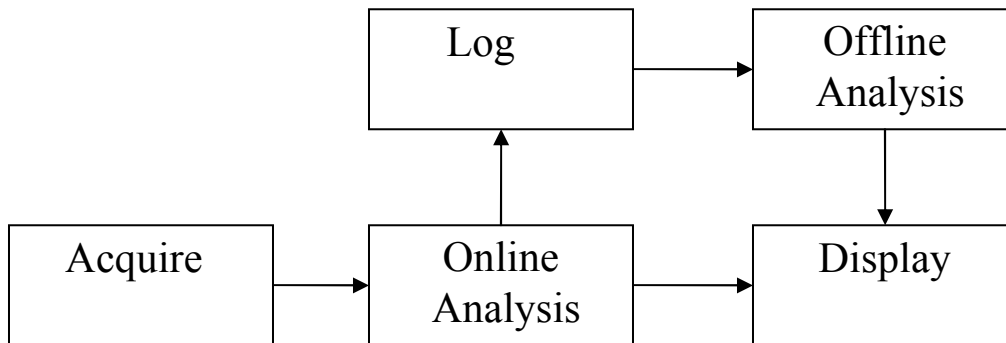 Log
Offline
Analysis
Acquire
Online
Analysis
Display